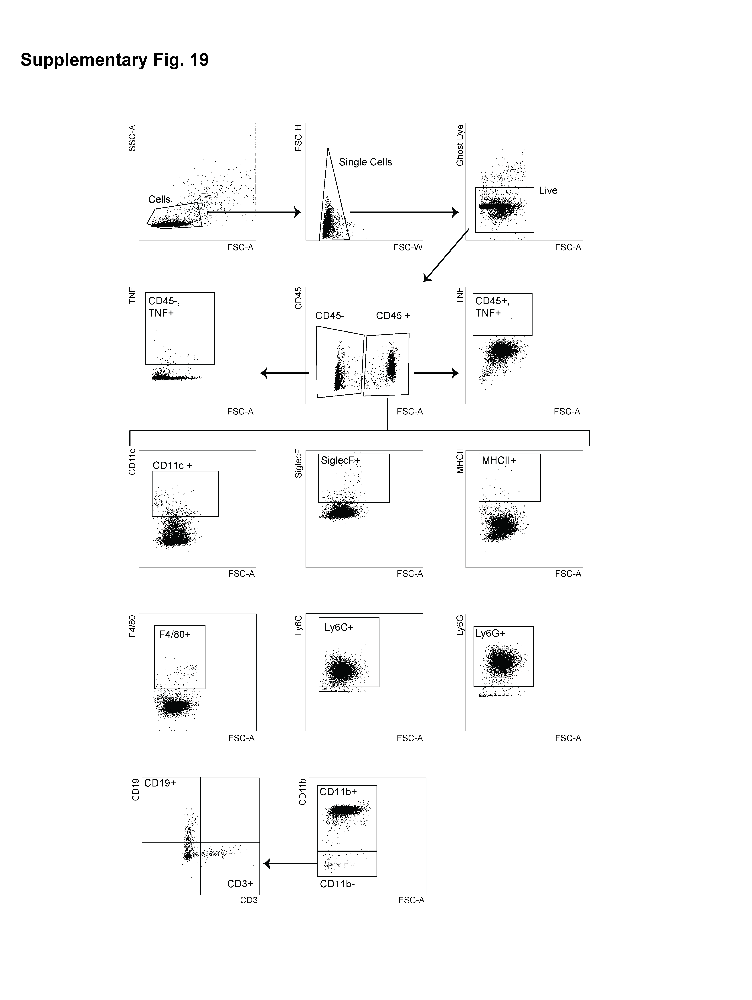 Supplementary Fig. 19
SSC-A
Cells
FSC-A
FSC-H
Single Cells
FSC-W
Ghost Dye
Live
FSC-A
TNF
CD45-,
TNF+
FSC-A
CD45
CD45-
CD45 +
FSC-A
TNF
CD45+,
TNF+
FSC-A
CD11c
CD11c +
FSC-A
SiglecF
SiglecF+
FSC-A
MHCII
MHCII+
FSC-A
F4/80
F4/80+
FSC-A
Ly6C
Ly6C+
FSC-A
Ly6G
Ly6G+
FSC-A
CD19
CD19+
CD3+
CD3
CD11b
CD11b+
CD11b-
FSC-A